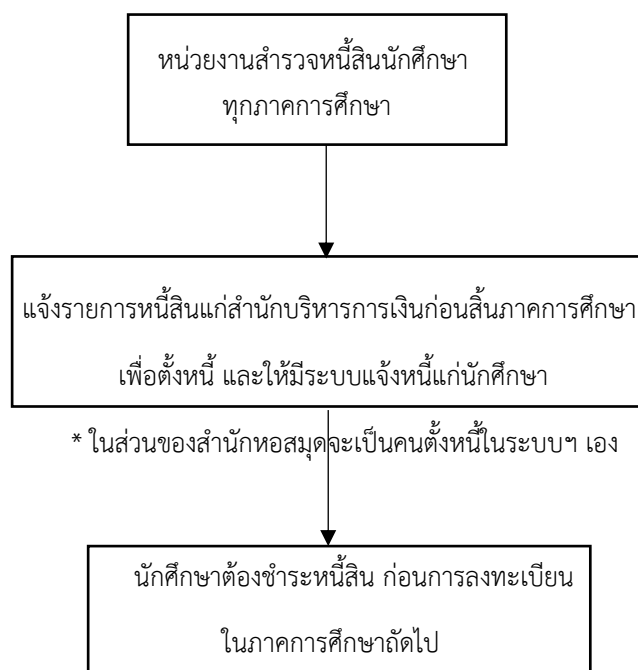 หน่วยงานสำรวจหนี้สินนักศึกษา
ทุกภาคการศึกษา
แจ้งรายการหนี้สินแก่สำนักบริหารการเงินก่อนสิ้นภาคการศึกษา
เพื่อตั้งหนี้ และให้มีระบบแจ้งหนี้แก่นักศึกษา
* ในส่วนของสำนักหอสมุดจะเป็นคนตั้งหนี้ในระบบฯ เอง
นักศึกษาต้องชำระหนี้สิน ก่อนการลงทะเบียน
ในภาคการศึกษาถัดไป